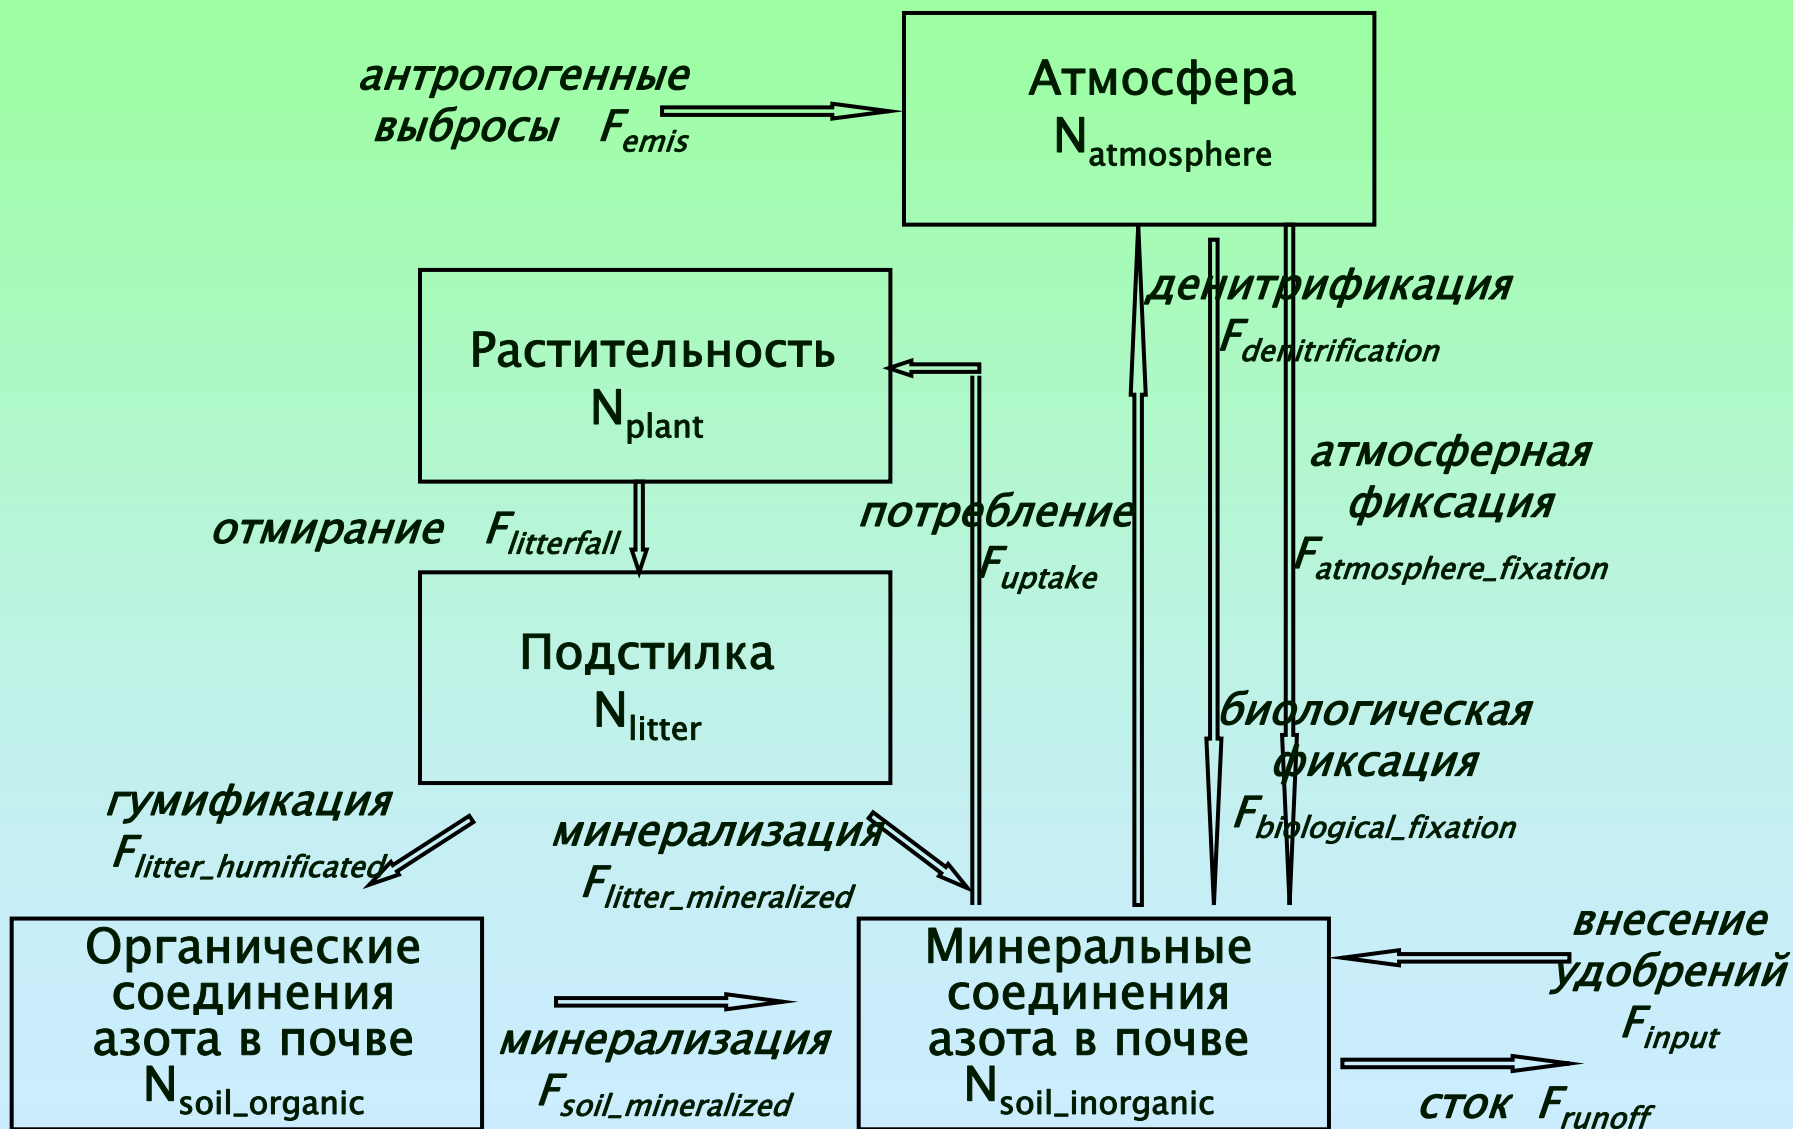 антропогенные
выбросы F_emis
Атмосфера
N_atmosphere
Растительность
N_plant
денитрификация
F_denitrification
атмосферная
фиксация
F_atmosphere_fixation
отмирание F_litterfall
потребление
F_uptake
Подстилка
N_litter
биологическая
фиксация
F_biological_fixation
гумификация
F_litter_humificated
минерализация
F_litter_mineralized
Органические
соединения
азота в почве
N_soil_organic
минерализация
F_soil_mineralized
Минеральные
соединения
азота в почве
N_soil_inorganic
внесение
удобрений
F_input
сток F_runoff